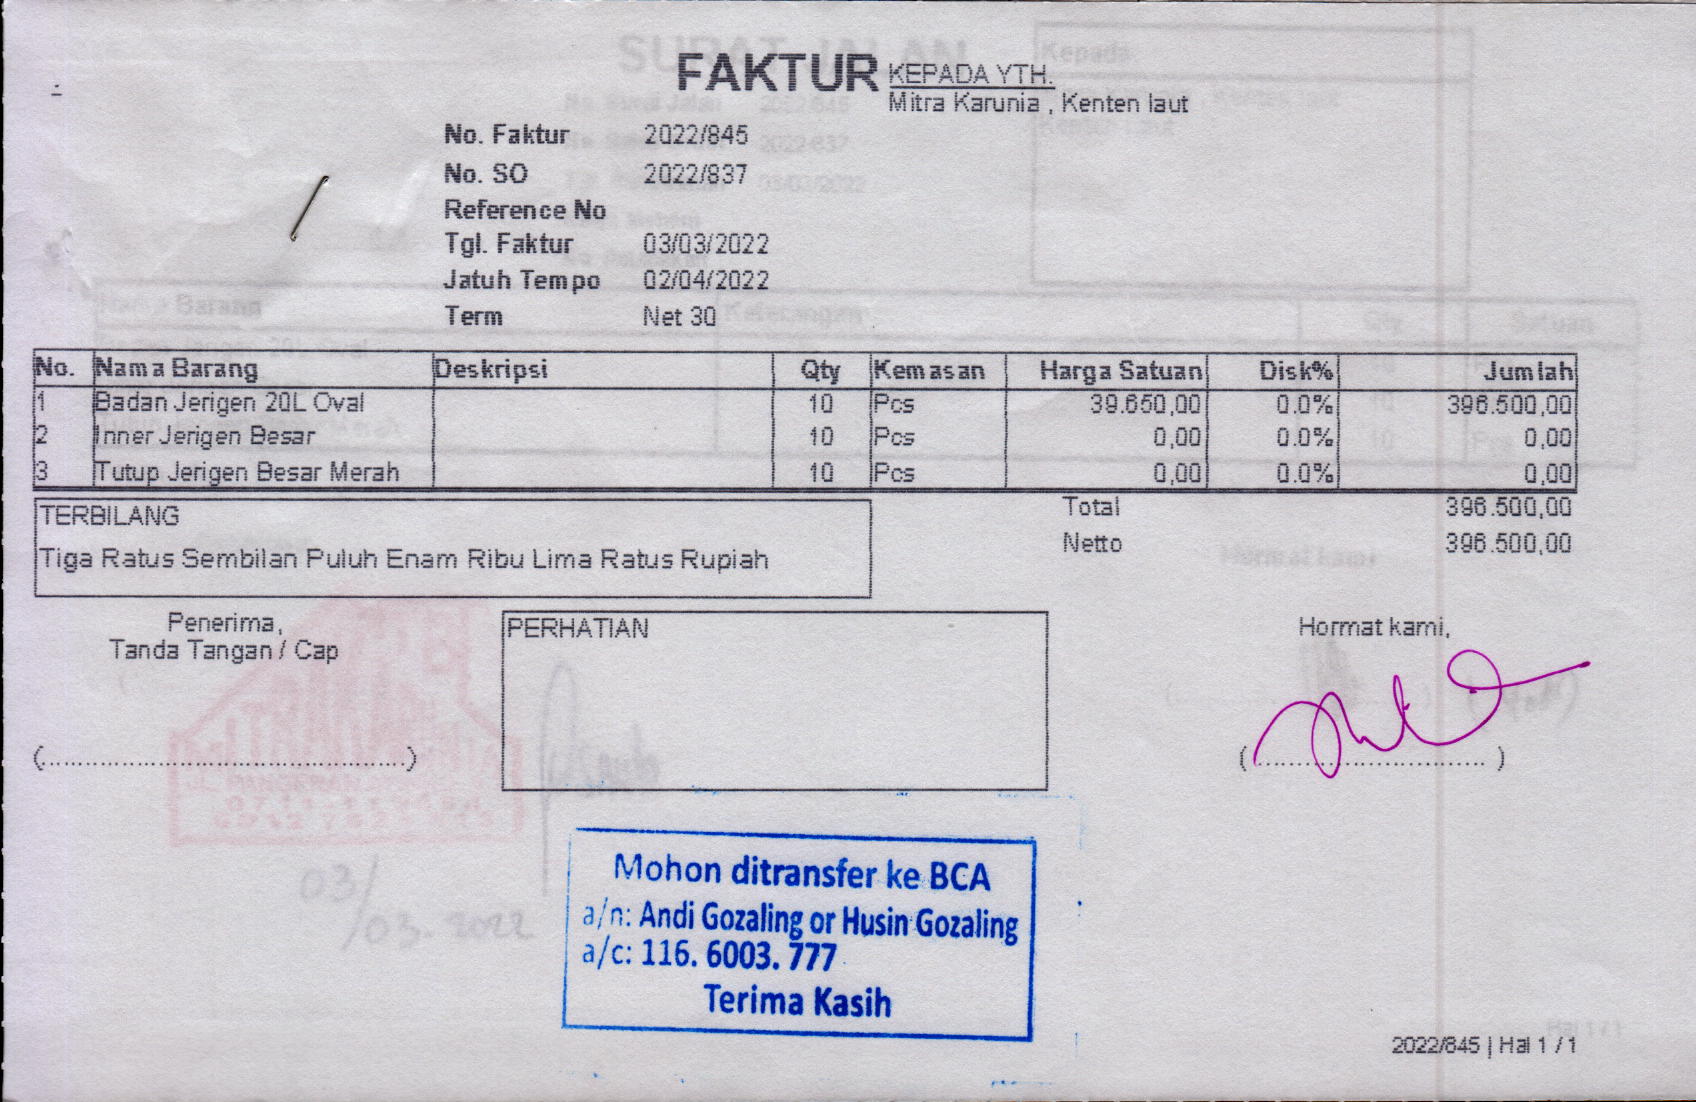 FAKTUR
KEPADA YTH.
Mitra Karunia , Kenten laut
No. Faktur 2022/845
No. SO 2022/837
Reference No
Tgl. Faktur 03/03/2022
Jatuh Tempo 02/04/2022
Term Net 30
No. Nama Barang Deskripsi Qty Kemasan Harga Satuan Disk% Jumlah
1 Badan Jerigen 20L Oval 10 Pcs 39.650,00 0.0% 396.500,00
2 Inner Jerigen Besar 10 Pcs 0,00 0.0% 0,00
3 Tutup Jerigen Besar Merah 10 Pcs 0,00 0.0% 0,00
Total 396.500,00
Netto 396.500,00
TERBILANG
Tiga Ratus Sembilan Puluh Enam Ribu Lima Ratus Rupiah
Penerima,
Tanda Tangan / Cap
(..............................................)
PERHATIAN
Hormat kami,
(.............................. )
Mohon ditransfer ke BCA
a/n: Andi Gozaling or Husin Gozaling
a/c: 116. 6003. 777
Terima Kasih
03/
/03.2022
2022/845 | Hal 1 / 1